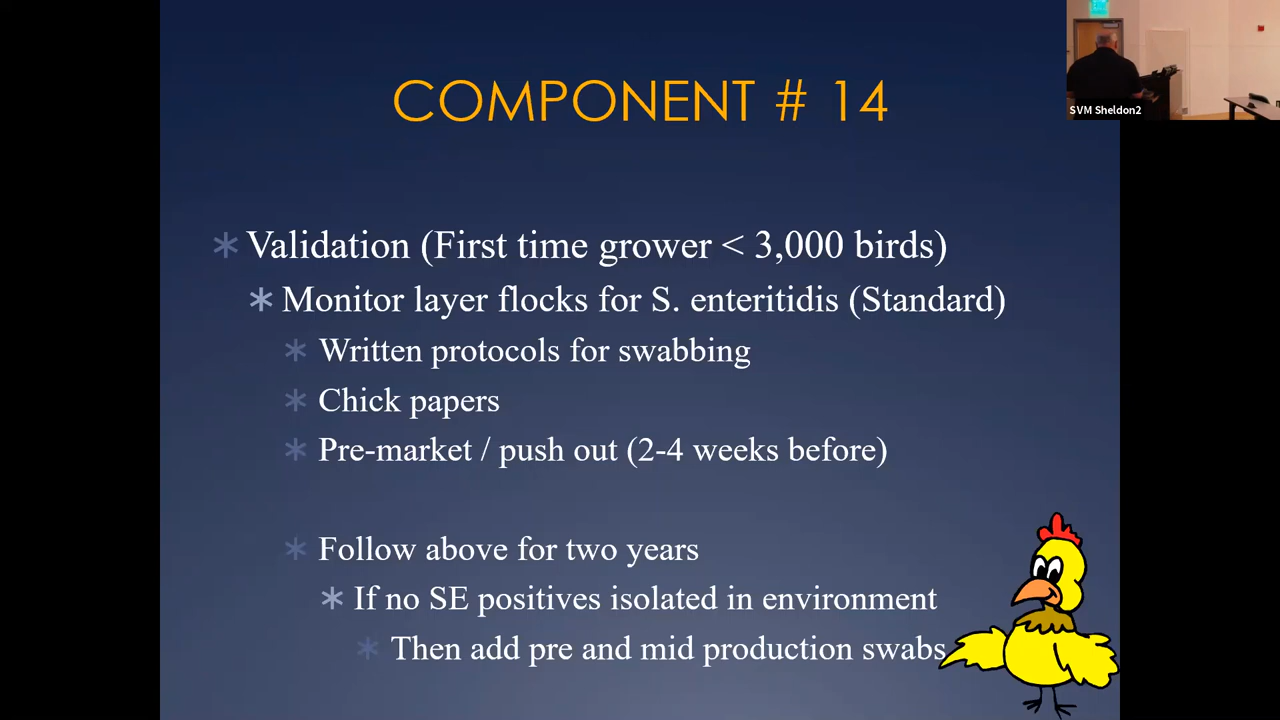 COMPONENT # 14
SVM Sheldon2
Validation (First time grower < 3,000 birds)
Monitor layer flocks for S. enteritidis (Standard)
Written protocols for swabbing
Chick papers
Pre-market / push out (2-4 weeks before)
Follow above for two years
If no SE positives isolated in environment
Then add pre and mid production swabs